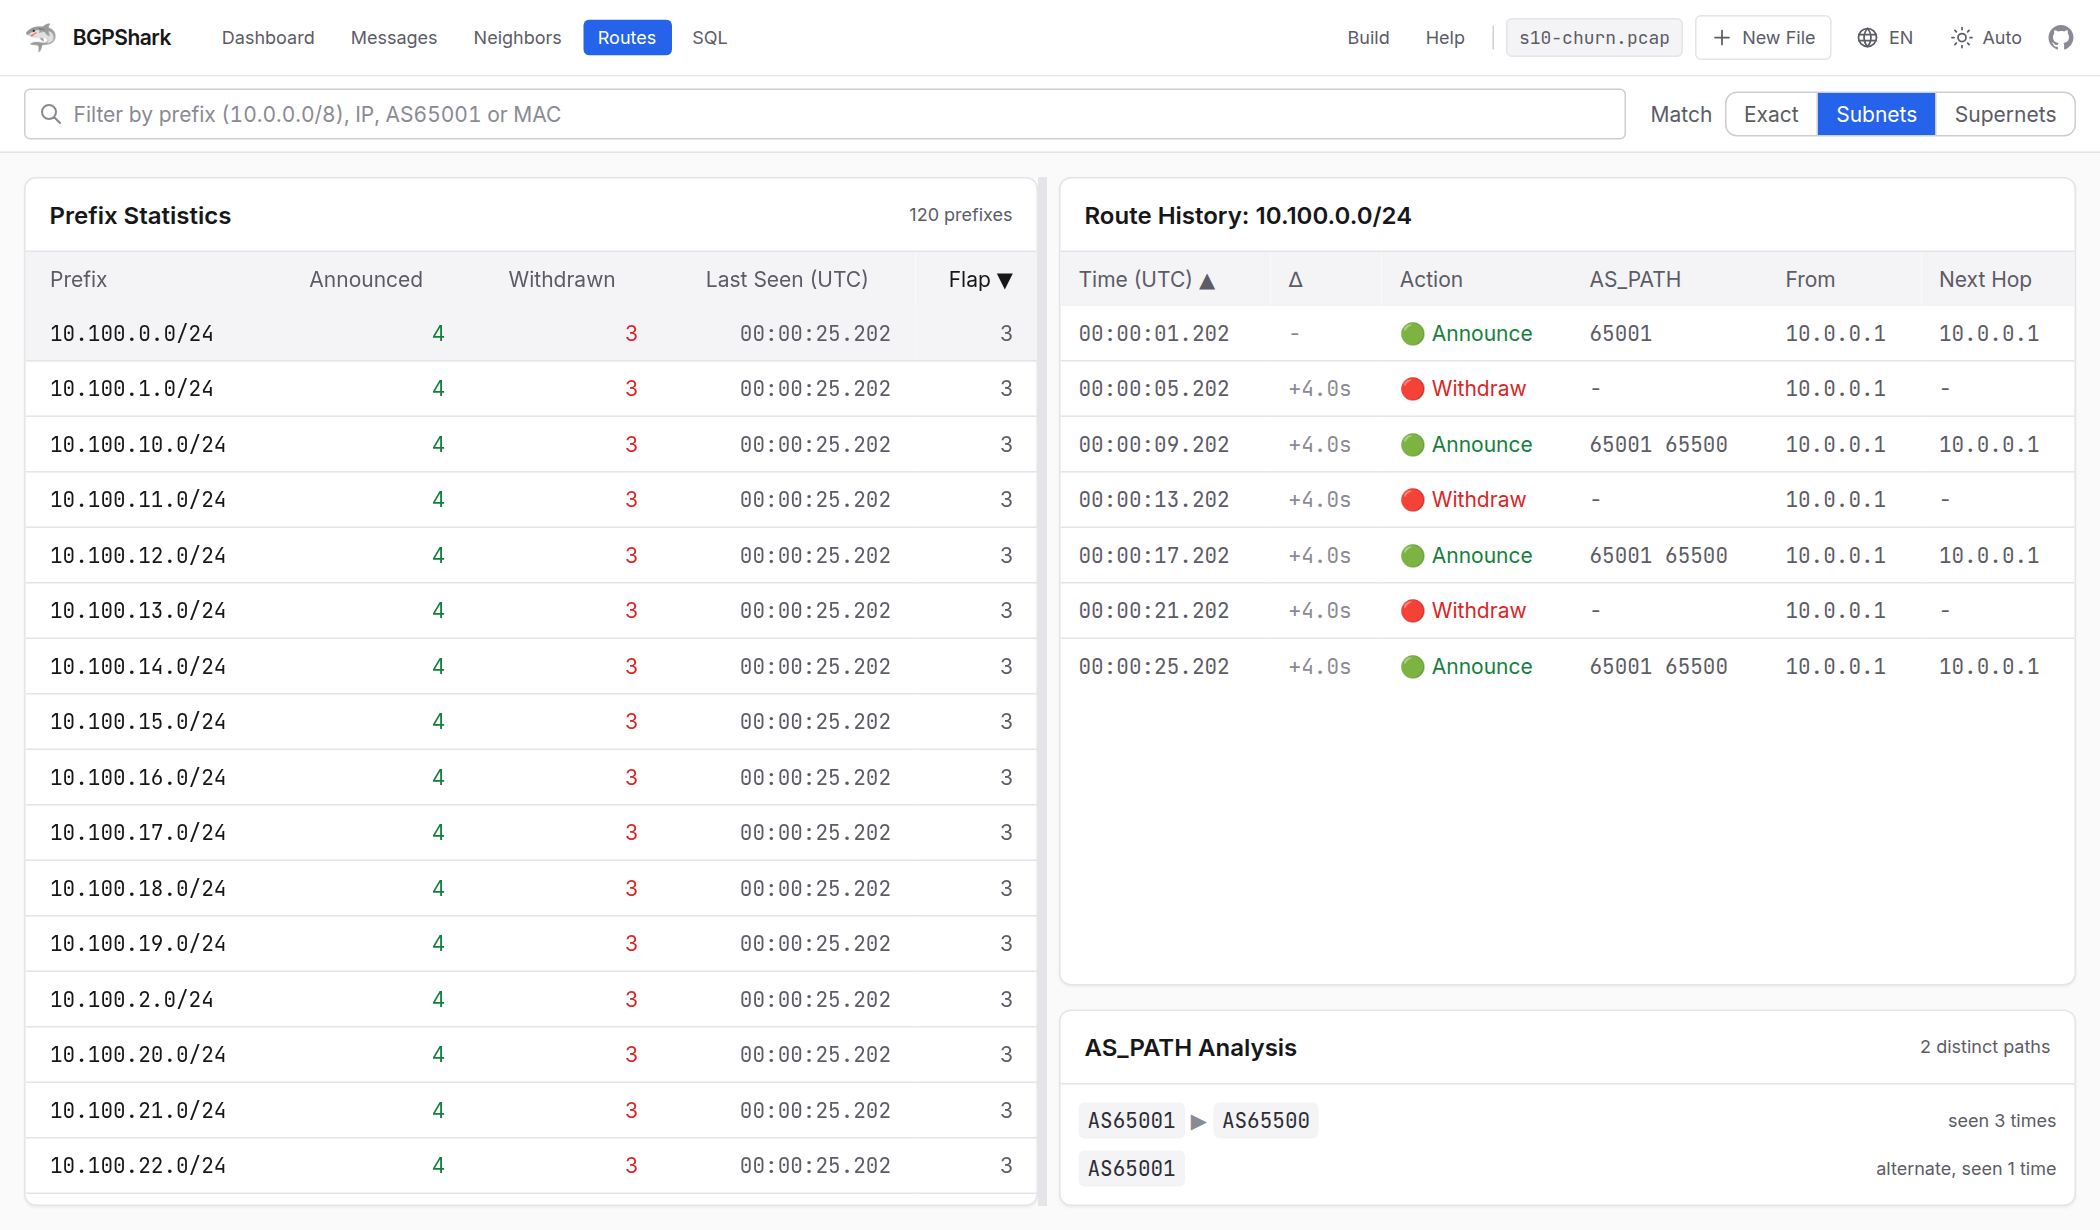 BGPShark Dashboard Messages Neighbors Routes SQL Build Help s10-churn.pcap + New File EN Auto
Filter by prefix (10.0.0.0/8), IP, AS65001 or MAC Match Exact Subnets Supernets
Prefix Statistics 120 prefixes
Prefix Announced Withdrawn Last Seen (UTC) Flap ▼
10.100.0.0/24 4 3 00:00:25.202 3
10.100.1.0/24 4 3 00:00:25.202 3
10.100.10.0/24 4 3 00:00:25.202 3
10.100.11.0/24 4 3 00:00:25.202 3
10.100.12.0/24 4 3 00:00:25.202 3
10.100.13.0/24 4 3 00:00:25.202 3
10.100.14.0/24 4 3 00:00:25.202 3
10.100.15.0/24 4 3 00:00:25.202 3
10.100.16.0/24 4 3 00:00:25.202 3
10.100.17.0/24 4 3 00:00:25.202 3
10.100.18.0/24 4 3 00:00:25.202 3
10.100.19.0/24 4 3 00:00:25.202 3
10.100.2.0/24 4 3 00:00:25.202 3
10.100.20.0/24 4 3 00:00:25.202 3
10.100.21.0/24 4 3 00:00:25.202 3
10.100.22.0/24 4 3 00:00:25.202 3
Route History: 10.100.0.0/24
Time (UTC) ▲ Δ Action AS_PATH From Next Hop
00:00:01.202 - Announce 65001 10.0.0.1 10.0.0.1
00:00:05.202 +4.0s Withdraw - 10.0.0.1 -
00:00:09.202 +4.0s Announce 65001 65500 10.0.0.1 10.0.0.1
00:00:13.202 +4.0s Withdraw - 10.0.0.1 -
00:00:17.202 +4.0s Announce 65001 65500 10.0.0.1 10.0.0.1
00:00:21.202 +4.0s Withdraw - 10.0.0.1 -
00:00:25.202 +4.0s Announce 65001 65500 10.0.0.1 10.0.0.1
AS_PATH Analysis 2 distinct paths
AS65001 ▶ AS65500 seen 3 times
AS65001 alternate, seen 1 time